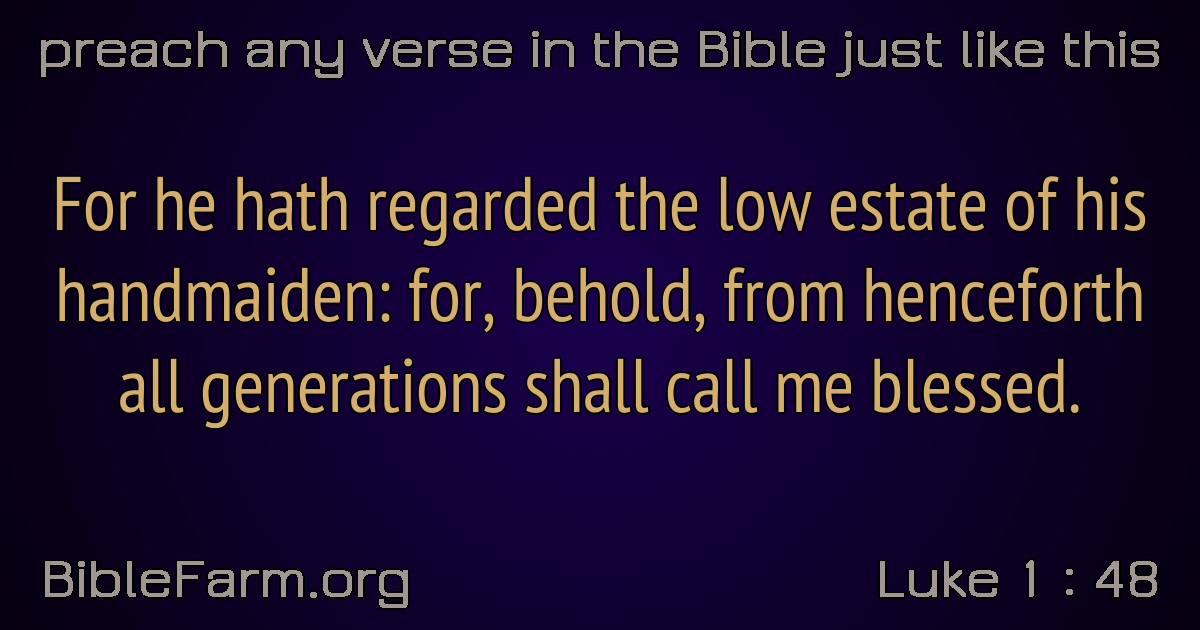 preach any verse in the Bible just like this
For he hath regarded the low estate of his
handmaiden: for, behold, from henceforth
all generations shall call me blessed.
BibleFarm.org
Luke 1 : 48